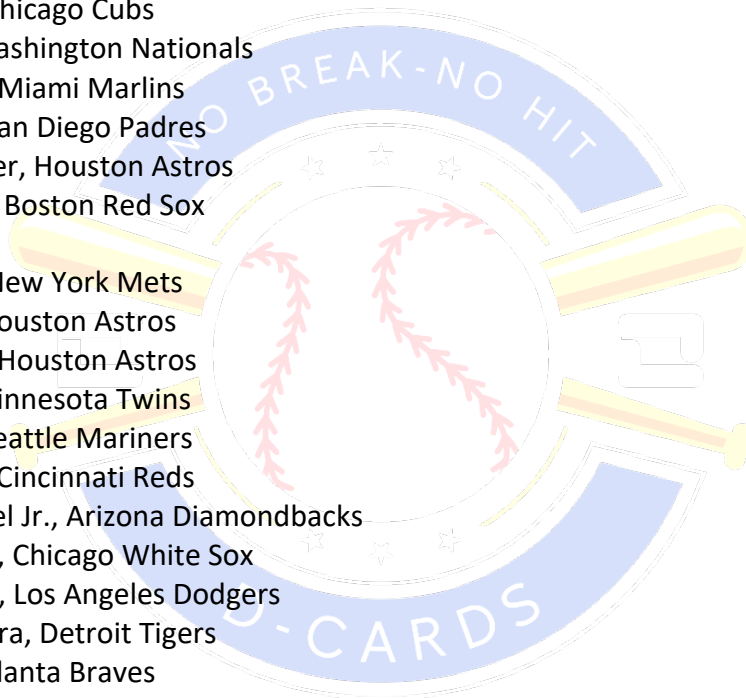 hicago Cubs
ashington Nationals
Miami Marlins
an Diego Padres
er, Houston Astros
Boston Red Sox
New York Mets
ouston Astros
Houston Astros
innesota Twins
eattle Mariners
Cincinnati Reds
el Jr., Arizona Diamondbacks
, Chicago White Sox
, Los Angeles Dodgers
ra, Detroit Tigers
lanta Braves
NO BREAK-NO HIT
D-CARDS